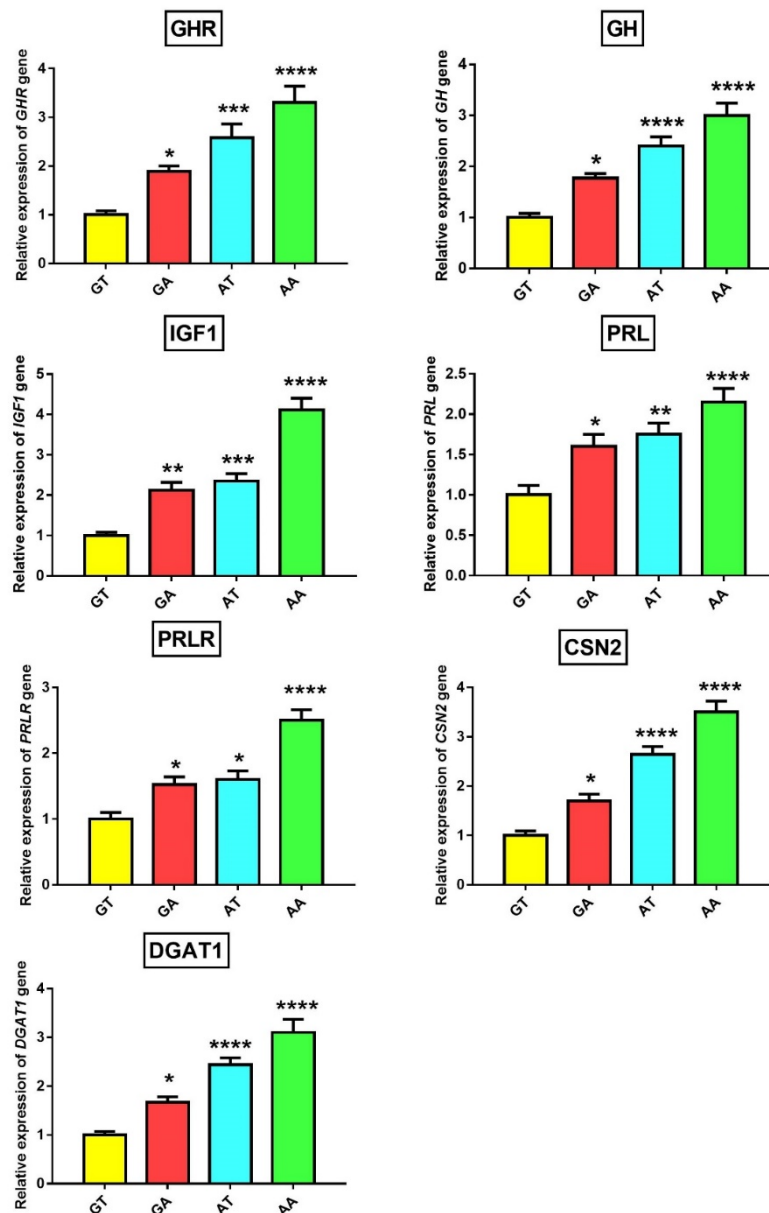 GHR
Relative expression of GHR gene
4
3
2
1
0
*
***
****
GT
GA
AT
AA
GH
Relative expression of GH gene
4
3
2
1
0
*
****
****
GT
GA
AT
AA
IGF1
Relative expression of IGF1 gene
5
4
3
2
1
0
**
***
****
GT
GA
AT
AA
PRL
Relative expression of PRL gene
2.5
2.0
1.5
1.0
0.5
0.0
*
**
****
GT
GA
AT
AA
PRLR
Relative expression of PRLR gene
3
2
1
0
*
*
****
GT
GA
AT
AA
CSN2
Relative expression of CSN2 gene
4
3
2
1
0
*
****
****
GT
GA
AT
AA
DGAT1
Relative expression of DGAT1 gene
4
3
2
1
0
*
****
****
GT
GA
AT
AA